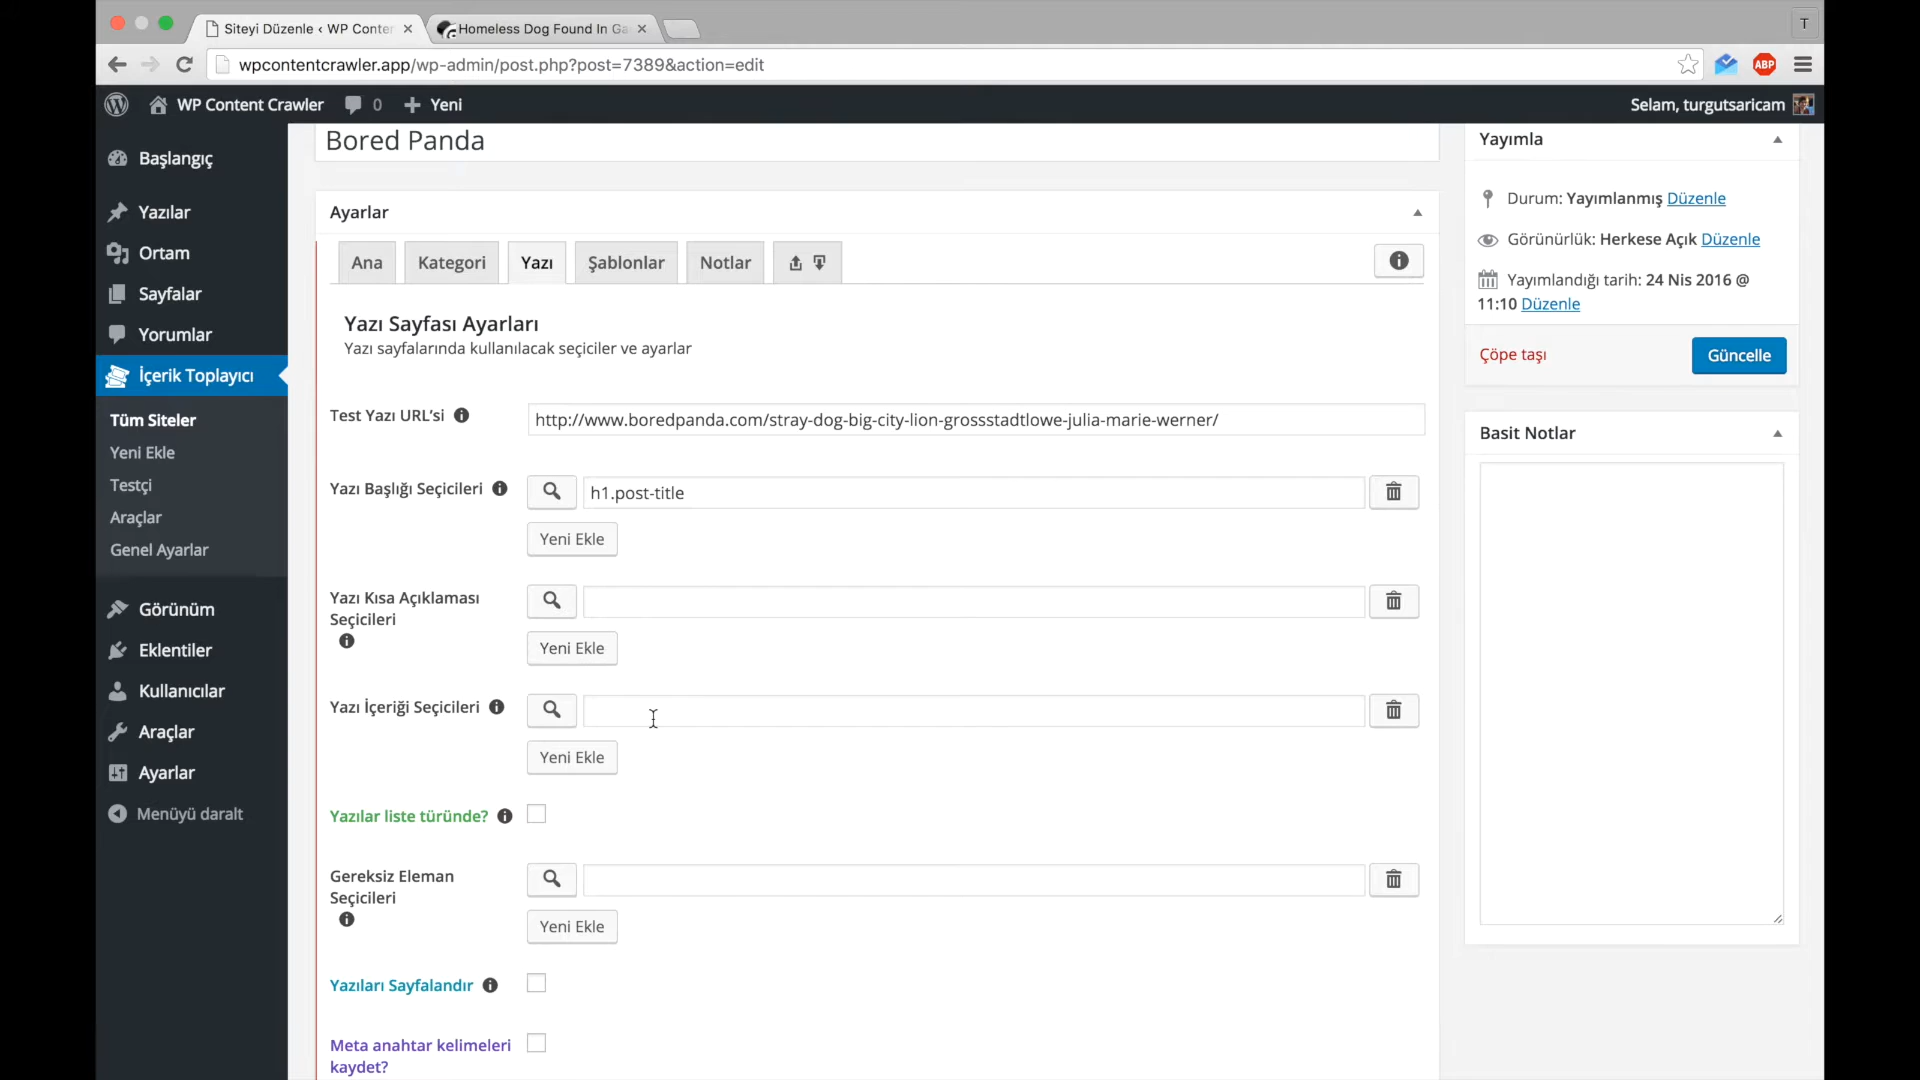 Siteyi Düzenle ‹ WP Conter
Homeless Dog Found In Ga
T
wpcontentcrawler.app/wp-admin/post.php?post=7389&action=edit
ABP
WP Content Crawler
0
Yeni
Selam, turgutsaricam
Başlangıç
Yazılar
Ortam
Sayfalar
Yorumlar
İçerik Toplayıcı
Tüm Siteler
Yeni Ekle
Testçi
Araçlar
Genel Ayarlar
Görünüm
Eklentiler
Kullanıcılar
Araçlar
Ayarlar
Menüyü daralt
Bored Panda
Ayarlar
Ana
Kategori
Yazı
Şablonlar
Notlar
Yazı Sayfası Ayarları
Yazı sayfalarında kullanılacak seçiciler ve ayarlar
Test Yazı URL’si
http://www.boredpanda.com/stray-dog-big-city-lion-grossstadtlowe-julia-marie-werner/
Yazı Başlığı Seçicileri
h1.post-title
Yeni Ekle
Yazı Kısa Açıklaması
Seçicileri
Yeni Ekle
Yazı İçeriği Seçicileri
Yeni Ekle
Yazılar liste türünde?
Gereksiz Eleman
Seçicileri
Yeni Ekle
Yazıları Sayfalandır
Meta anahtar kelimeleri
kaydet?
Yayımla
Durum: Yayımlanmış Düzenle
Görünürlük: Herkese Açık Düzenle
Yayımlandığı tarih: 24 Nis 2016 @
11:10 Düzenle
Çöpe taşı
Güncelle
Basit Notlar